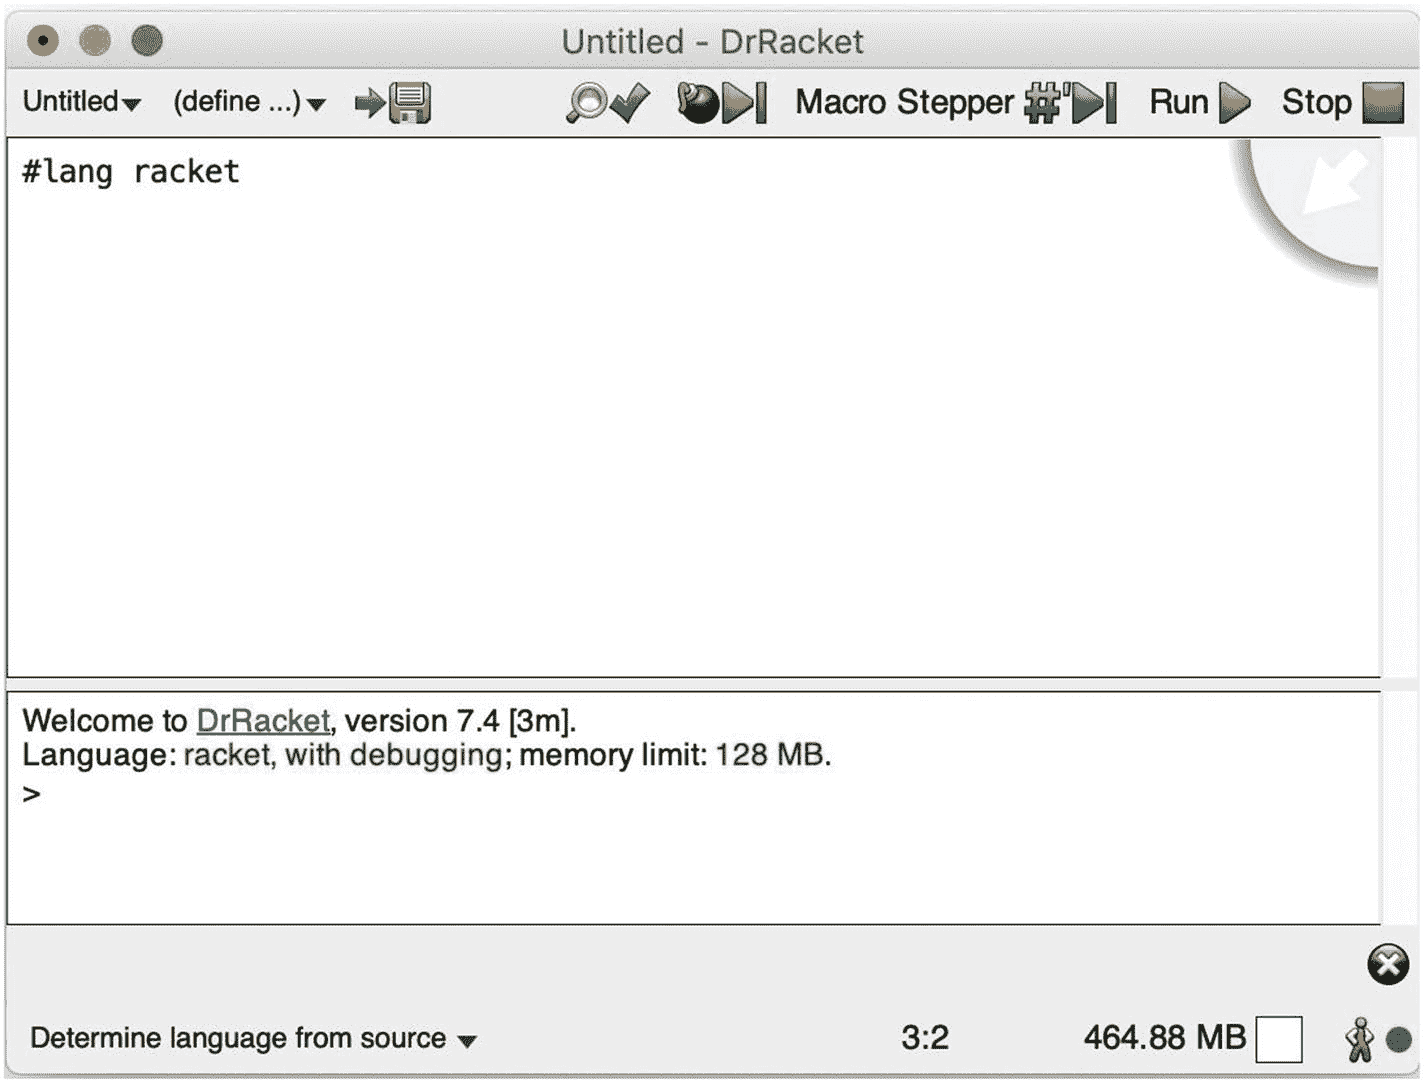 Untitled - DrRacket
Untitled (define ...) Macro Stepper #' Run Stop
#lang racket
Welcome to DrRacket, version 7.4 [3m].
Language: racket, with debugging; memory limit: 128 MB.
>
Determine language from source 3:2 464.88 MB